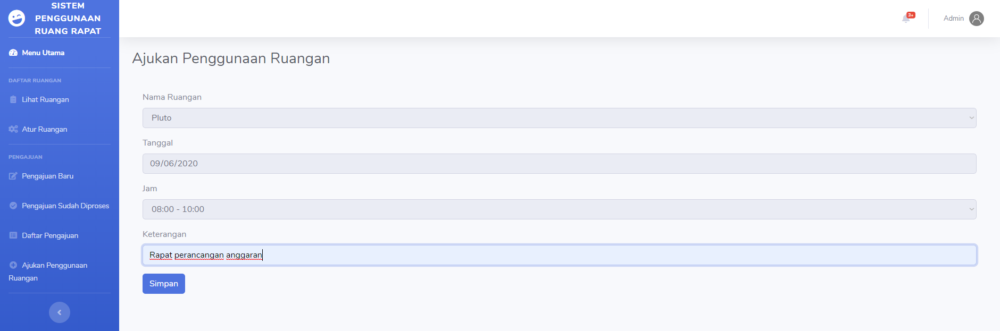 SISTEM
PENGGUNAAN
RUANG RAPAT
3+
Admin
Menu Utama
DAFTAR RUANGAN
Lihat Ruangan
Atur Ruangan
PENGAJUAN
Pengajuan Baru
Pengajuan Sudah Diproses
Daftar Pengajuan
Ajukan Penggunaan
Ruangan
Ajukan Penggunaan Ruangan
Nama Ruangan
Pluto
Tanggal
09/06/2020
Jam
08:00 - 10:00
Keterangan
Rapat perancangan anggaran
Simpan